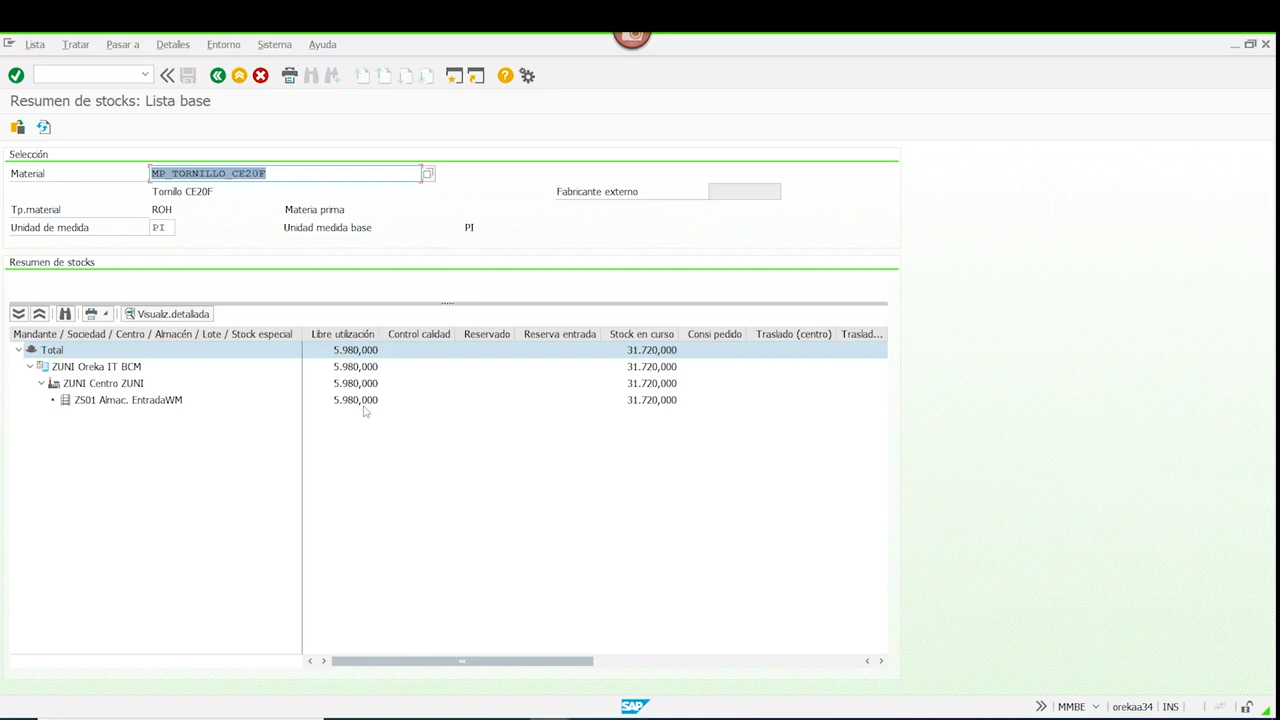 Lista Tratar Pasar a Detalles Entorno Sistema Ayuda
Resumen de stocks: Lista base
Selección
Material MP_TORNILLO_CE20F
Tornillo CE20F Fabricante externo
Tp.material ROH Materia prima
Unidad de medida PI Unidad medida base PI
Resumen de stocks
Visualiz.detallada
Mandante / Sociedad / Centro / Almacén / Lote / Stock especial Libre utilización Control calidad Reservado Reserva entrada Stock en curso Consi pedido Traslado (centro) Traslad...
Total 5.980,000 31.720,000
ZUNI Oreka IT BCM 5.980,000 31.720,000
ZUNI Centro ZUNI 5.980,000 31.720,000
ZS01 Almac. EntradaWM 5.980,000 31.720,000
SAP MMBE orekaa34 INS